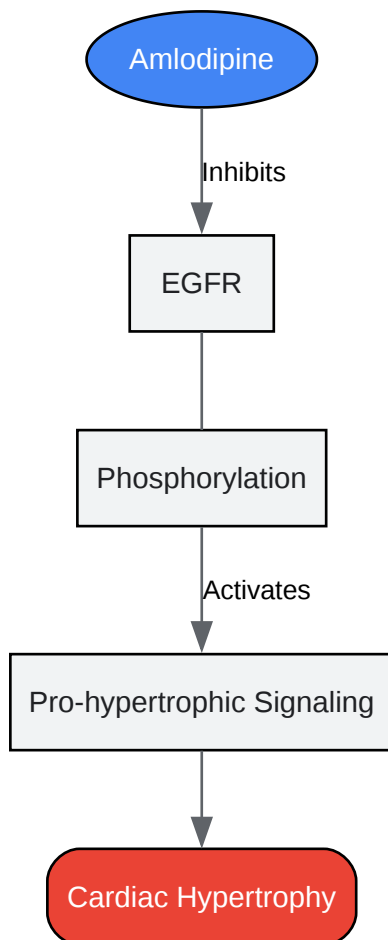 Amlodipine
Inhibits
EGFR
Phosphorylation
Activates
Pro-hypertrophic Signaling
Cardiac Hypertrophy